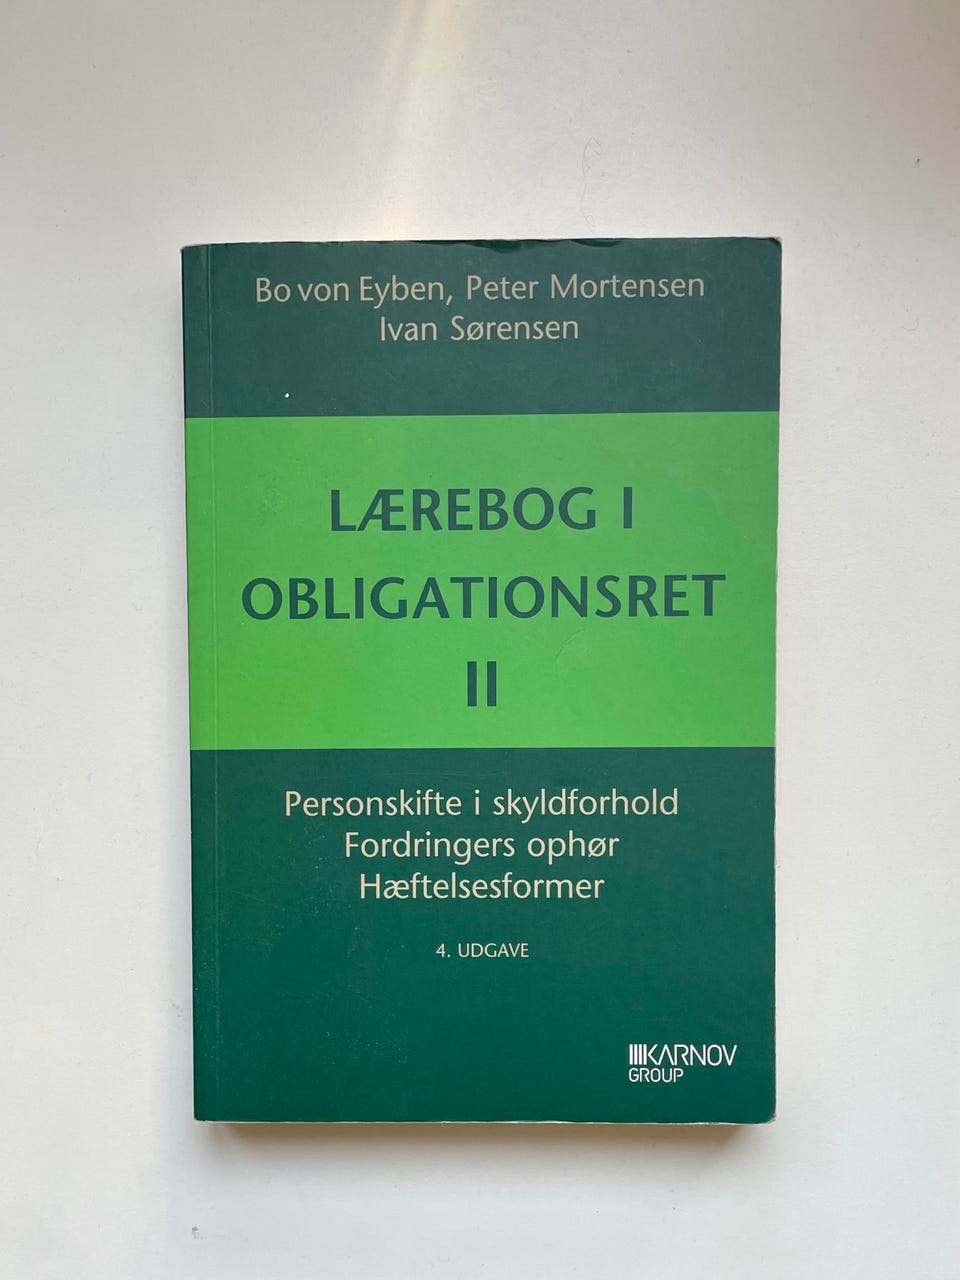 Bo von Eyben, Peter Mortensen
Ivan Sørensen
LÆREBOG I
OBLIGATIONSRET
II
Personskifte i skyldforhold
Fordringers ophør
Hæftelsesformer
4. UDGAVE
KARNOV
GROUP